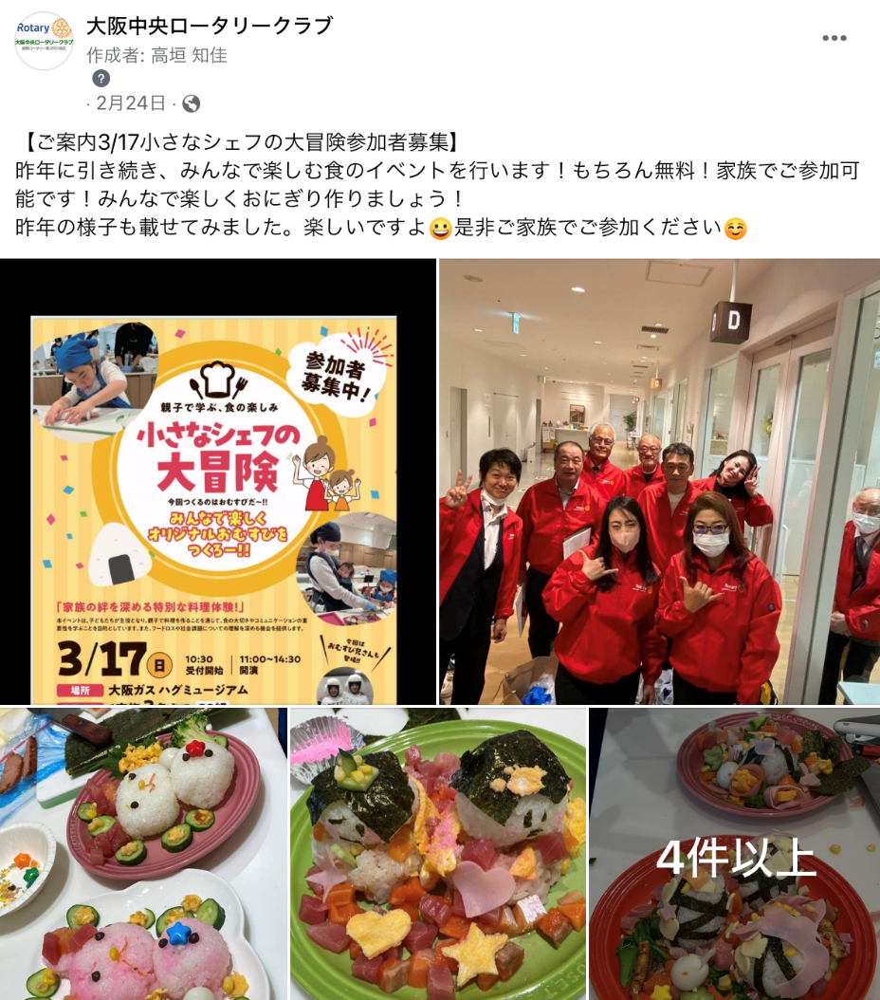 Rotary
大阪中央ロータリークラブ
大阪中央ロータリークラブ
作成者: 高垣 知佳
?
· 2月24日 ·
【ご案内3/17小さなシェフの大冒険参加者募集】
昨年に引き続き、みんなで楽しむ食のイベントを行います！もちろん無料！家族でご参加可
能です！みんなで楽しくおにぎり作りましょう！
昨年の様子も載せてみました。楽しいですよ😀是非ご家族でご参加ください☺️
参加者
募集中!
親子で学ぶ、食の楽しみ
小さなシェフの
大冒険
今回つくるのはおむすびだ~!!
みんなで楽しく
オリジナルおむすびを
つくろー!!
「家族の絆を深める特別な料理体験!」
本イベントは、子どもたちが主役となり、親子で料理を作ることを通じて、食の大切さやコミュニケーションの重
要性を学ぶことを目的としています。また、フードロスや社会課題についての理解を深める機会を提供します。
3/17 日
10:30
受付開始
11:00~14:30
開演
今回は
おむすび兄さんも
登場!!
場所 大阪ガス ハグミュージアム
D
4件以上